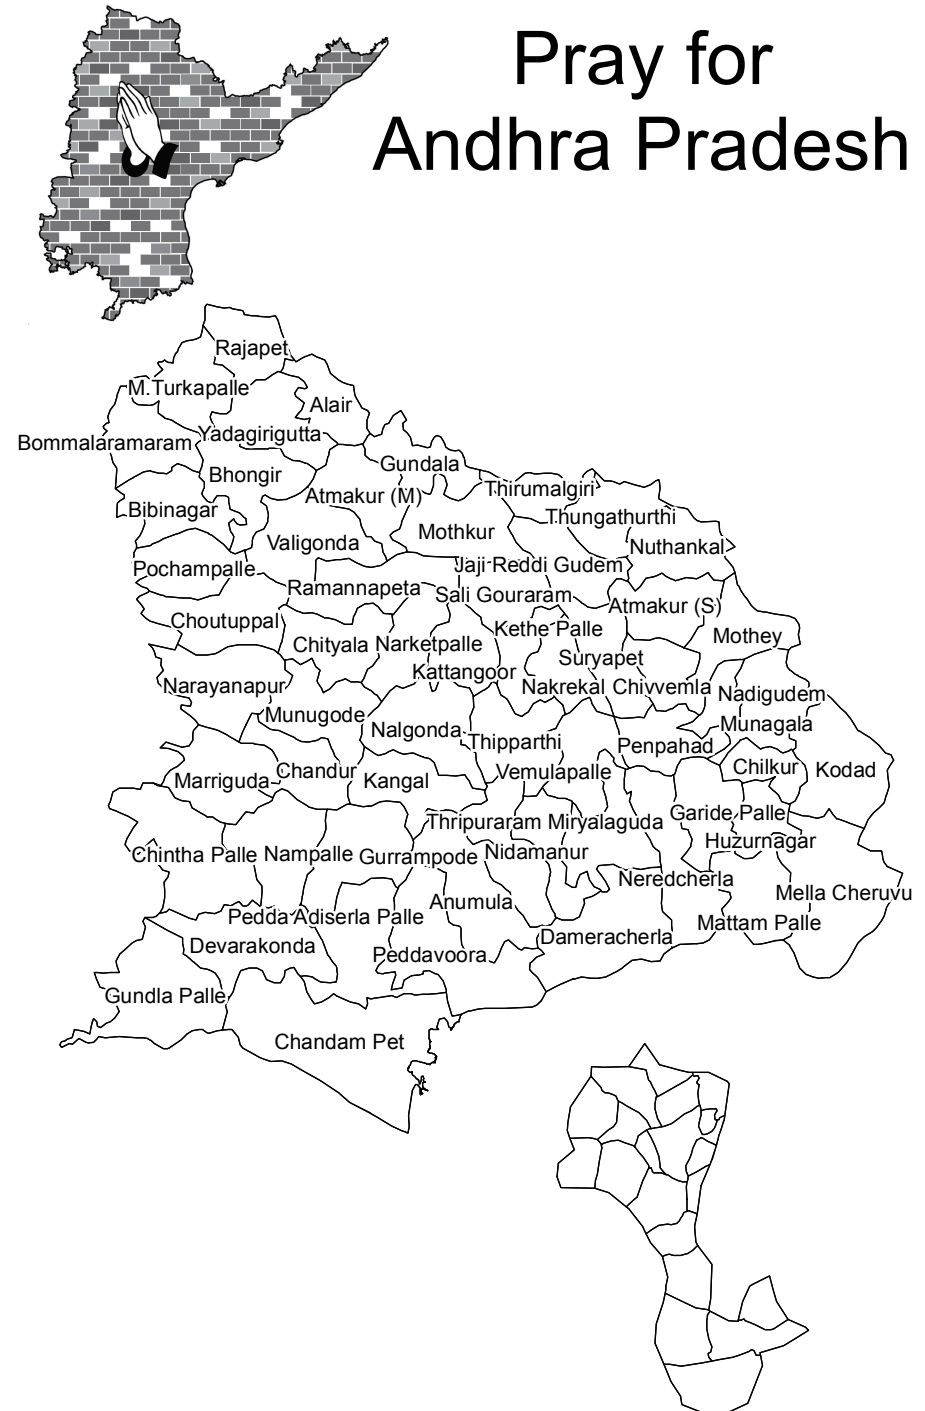 Pray for
Andhra Pradesh
Rajapet
M.Turkapalle
Alair
Bommalaramaram
Yadagirigutta
Gundala
Bhongir
Thirumalgiri
Atmakur (M)
Bibinagar
Thungathurthi
Mothkur
Valigonda
Nuthankal
Jaji Reddi Gudem
Pochampalle
Ramannapeta
Sali Gouraram
Atmakur (S)
Choutuppal
Kethe Palle
Mothey
Chityala
Narketpalle
Suryapet
Kattangoor
Narayanapur
Nakrekal
Chivvemla
Nadigudem
Munugode
Munagala
Nalgonda
Thipparthi
Penpahad
Chandur
Vemulapalle
Chilkur
Kodad
Marriguda
Kangal
Garide Palle
Thripuraram
Miryalaguda
Huzurnagar
Chintha Palle
Nampalle
Gurrampode
Nidamanur
Neredcherla
Mella Cheruvu
Anumula
Pedda Adiserla Palle
Mattam Palle
Dameracherla
Devarakonda
Peddavoora
Gundla Palle
Chandam Pet